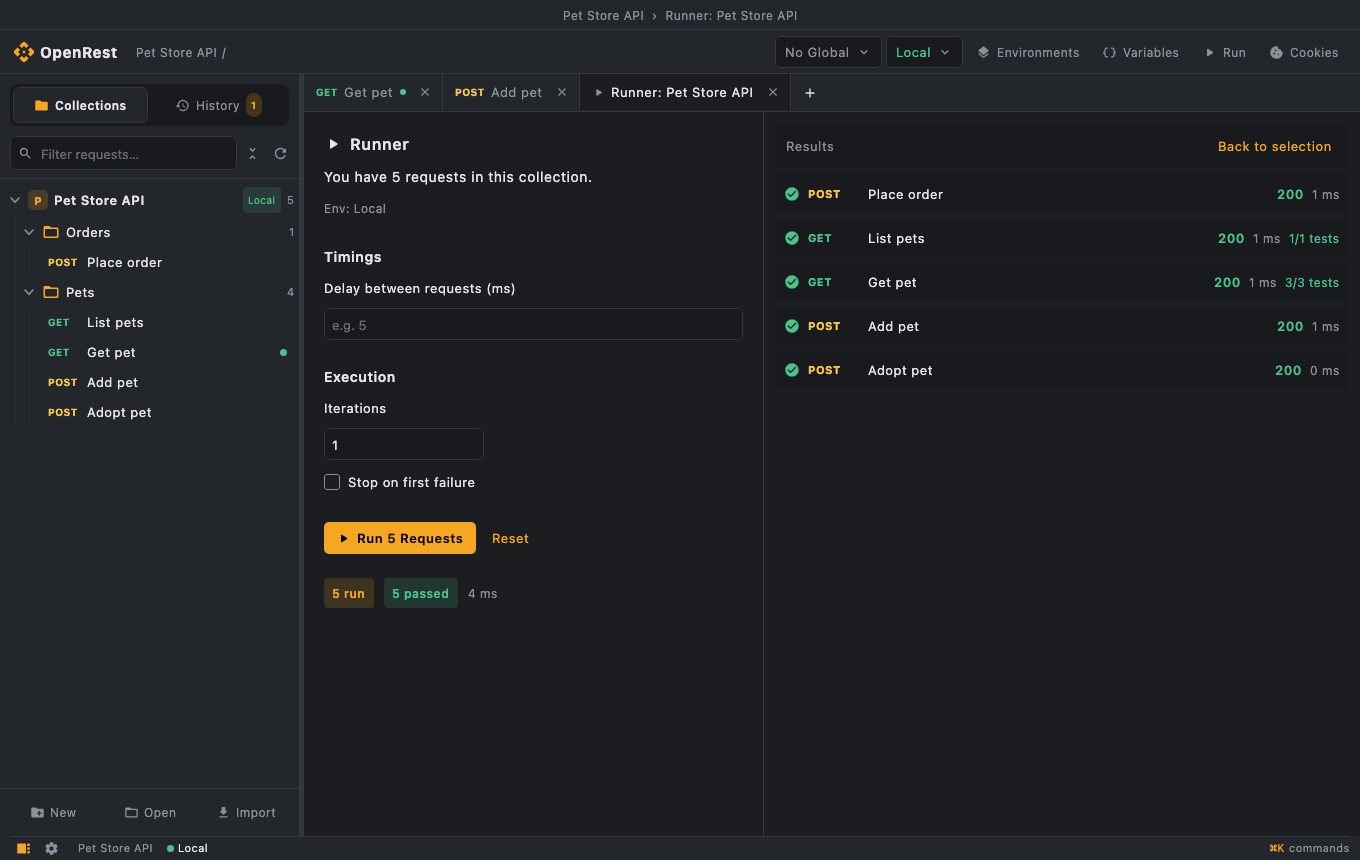 Pet Store API › Runner: Pet Store API
OpenRest Pet Store API /
No Global Local Environments {} Variables Run Cookies
Collections History 1
GET Get pet POST Add pet Runner: Pet Store API +
Filter requests...
Pet Store API Local 5
P
Orders 1
POST Place order
Pets 4
GET List pets
GET Get pet
POST Add pet
POST Adopt pet
New Open Import
Runner
You have 5 requests in this collection.
Env: Local
Timings
Delay between requests (ms)
e.g. 5
Execution
Iterations
1
Stop on first failure
Run 5 Requests Reset
5 run 5 passed 4 ms
Results Back to selection
POST Place order 200 1 ms
GET List pets 200 1 ms 1/1 tests
GET Get pet 200 1 ms 3/3 tests
POST Add pet 200 1 ms
POST Adopt pet 200 0 ms
Pet Store API Local ⌘K commands